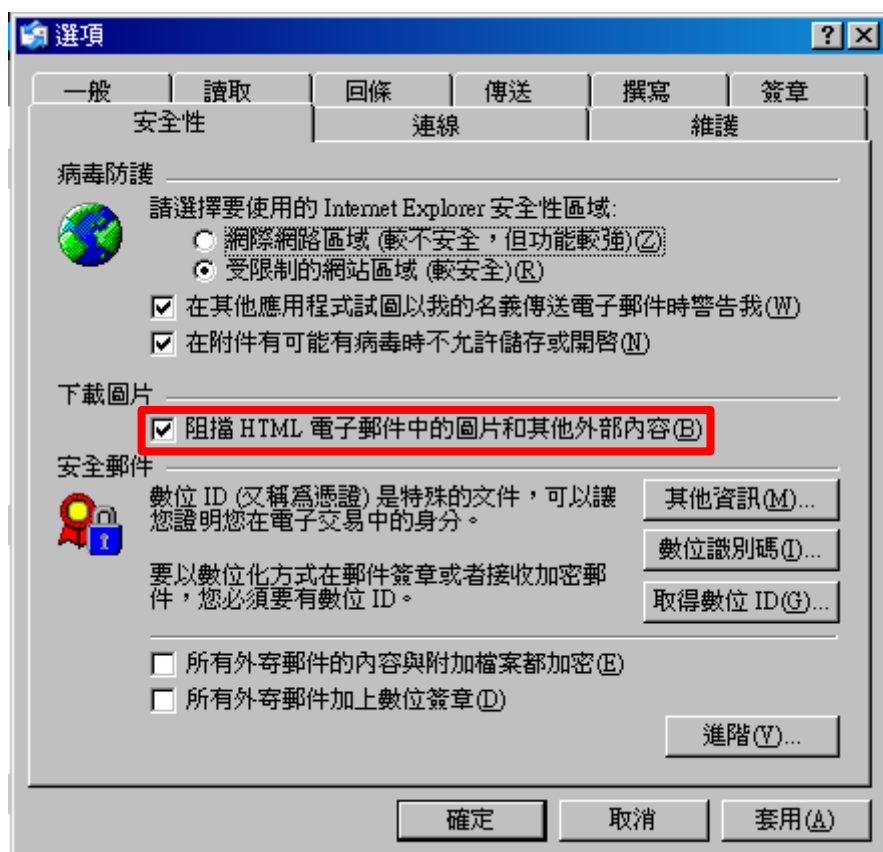 選項
一般 讀取 回條 傳送 撰寫 簽章
安全性 連線 維護
病毒防護
請選擇要使用的 Internet Explorer 安全性區域:
網際網路區域 (較不安全，但功能較強)(Z)
受限制的網站區域 (較安全)(R)
在其他應用程式試圖以我的名義傳送電子郵件時警告我(W)
在附件有可能有病毒時不允許儲存或開啓(N)
下載圖片
阻擋 HTML 電子郵件中的圖片和其他外部內容(B)
安全郵件
數位 ID (又稱爲憑證) 是特殊的文件，可以讓
您證明您在電子交易中的身分。
其他資訊(M)...
數位識別碼(I)...
要以數位化方式在郵件簽章或者接收加密郵
件，您必須要有數位 ID。
取得數位 ID(G)...
所有外寄郵件的內容與附加檔案都加密(E)
所有外寄郵件加上數位簽章(D)
進階(V)...
確定 取消 套用(A)